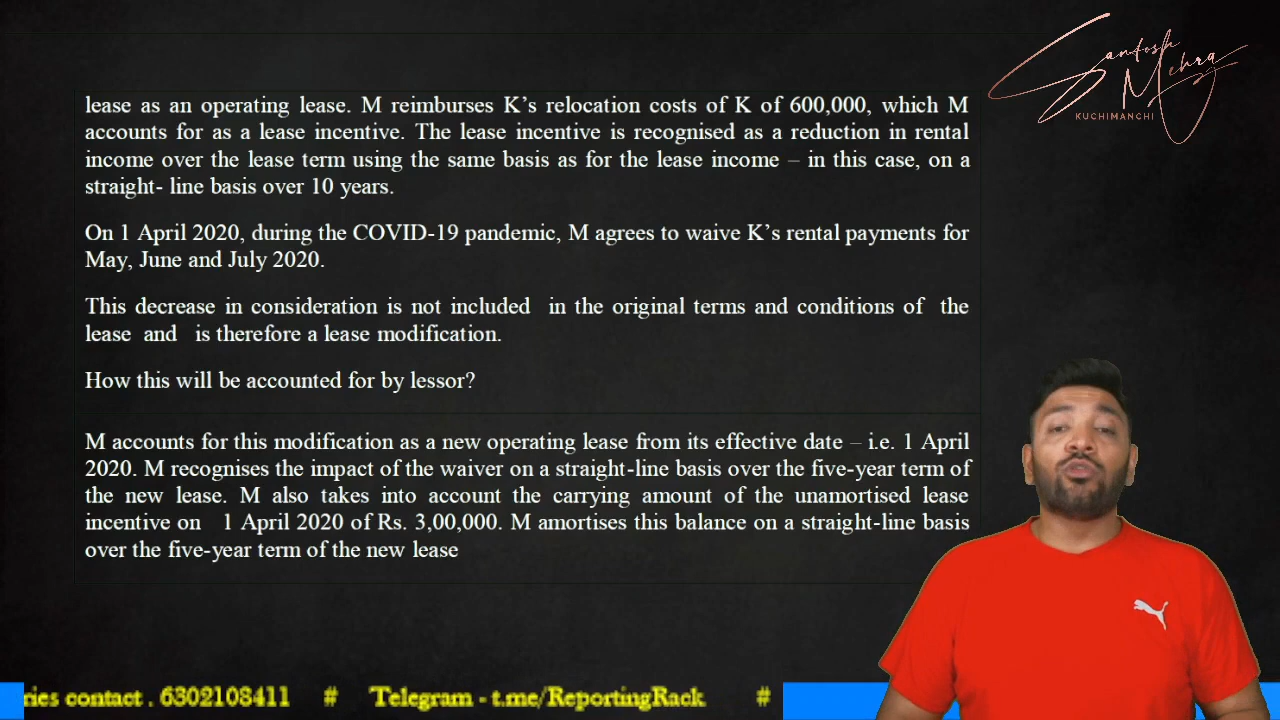 Santosh
Mehra
KUCHIMANCHI
lease as an operating lease. M reimburses K’s relocation costs of K of 600,000, which M
accounts for as a lease incentive. The lease incentive is recognised as a reduction in rental
income over the lease term using the same basis as for the lease income – in this case, on a
straight- line basis over 10 years.
On 1 April 2020, during the COVID-19 pandemic, M agrees to waive K’s rental payments for
May, June and July 2020.
This decrease in consideration is not included in the original terms and conditions of the
lease and is therefore a lease modification.
How this will be accounted for by lessor?
M accounts for this modification as a new operating lease from its effective date – i.e. 1 April
2020. M recognises the impact of the waiver on a straight-line basis over the five-year term of
the new lease. M also takes into account the carrying amount of the unamortised lease
incentive on 1 April 2020 of Rs. 3,00,000. M amortises this balance on a straight-line basis
over the five-year term of the new lease
ries contact . 6302108411 # Telegram - t.me/ReportingRack #